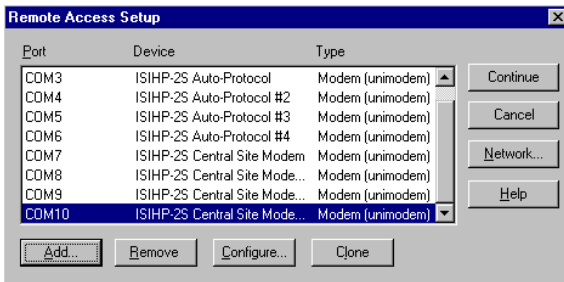 Remote Access Setup
Port Device Type
COM3 ISIHP-2S Auto-Protocol Modem (unimodem)
COM4 ISIHP-2S Auto-Protocol #2 Modem (unimodem)
COM5 ISIHP-2S Auto-Protocol #3 Modem (unimodem)
COM6 ISIHP-2S Auto-Protocol #4 Modem (unimodem)
COM7 ISIHP-2S Central Site Modem Modem (unimodem)
COM8 ISIHP-2S Central Site Mode... Modem (unimodem)
COM9 ISIHP-2S Central Site Mode... Modem (unimodem)
COM10 ISIHP-2S Central Site Mode... Modem (unimodem)
Continue
Cancel
Network...
Help
Add... Remove Configure... Clone